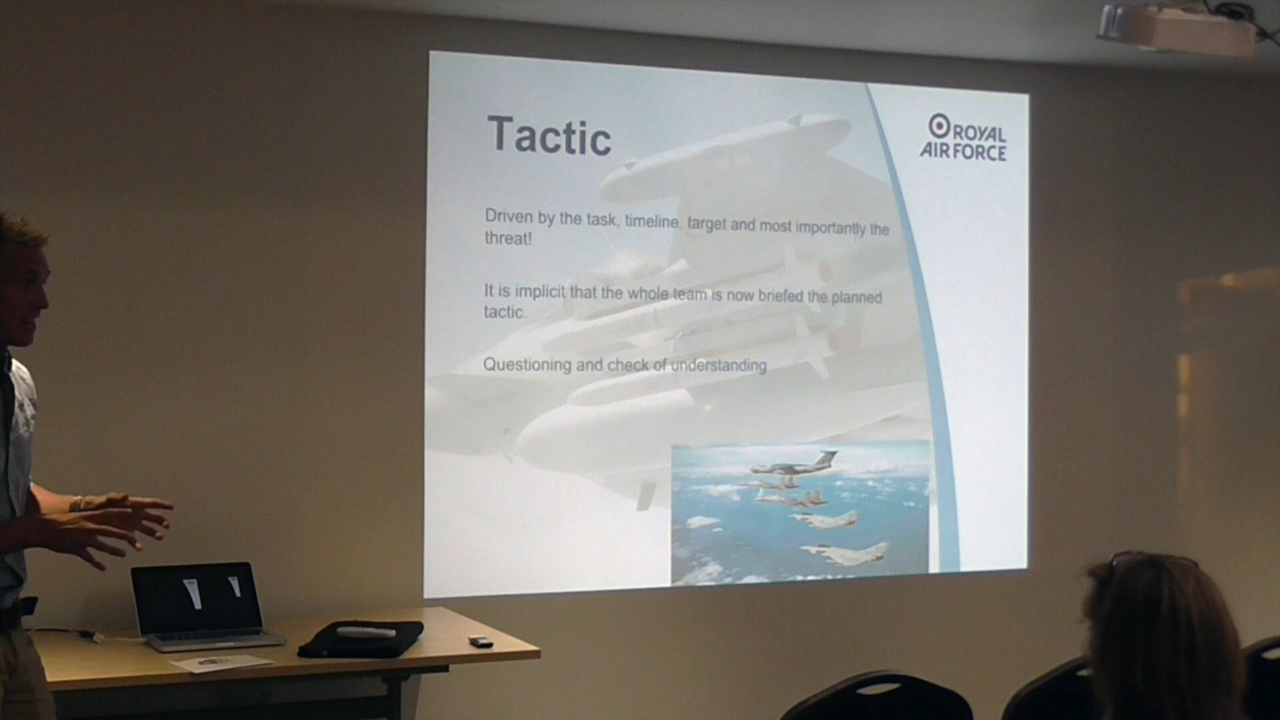 Tactic
ROYAL
AIR FORCE
Driven by the task, timeline, target and most importantly the
threat!
It is implicit that the whole team is now briefed the planned
tactic.
Questioning and check of understanding